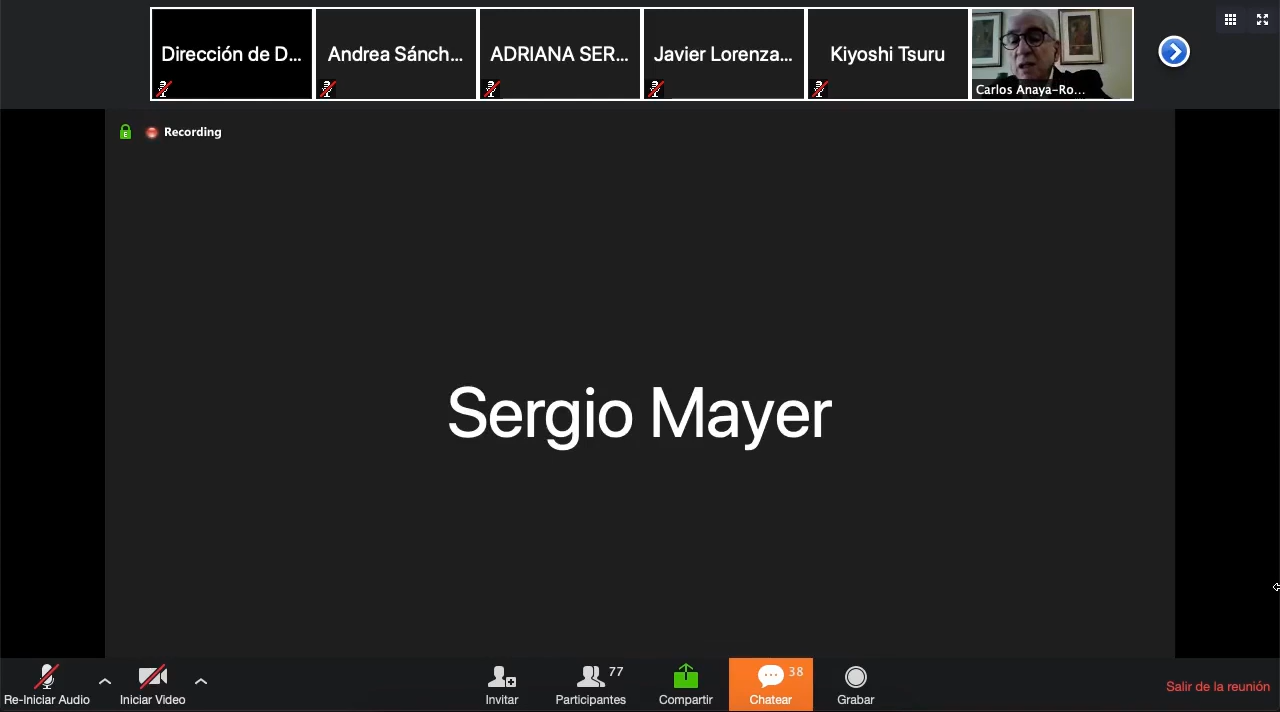 Dirección de D...
Andrea Sánch...
ADRIANA SER...
Javier Lorenza...
Kiyoshi Tsuru
Carlos Anaya-Ro...
Recording
Sergio Mayer
Re-Iniciar Audio
Iniciar Video
Invitar
77
Participantes
Compartir
38
Chatear
Grabar
Salir de la reunión